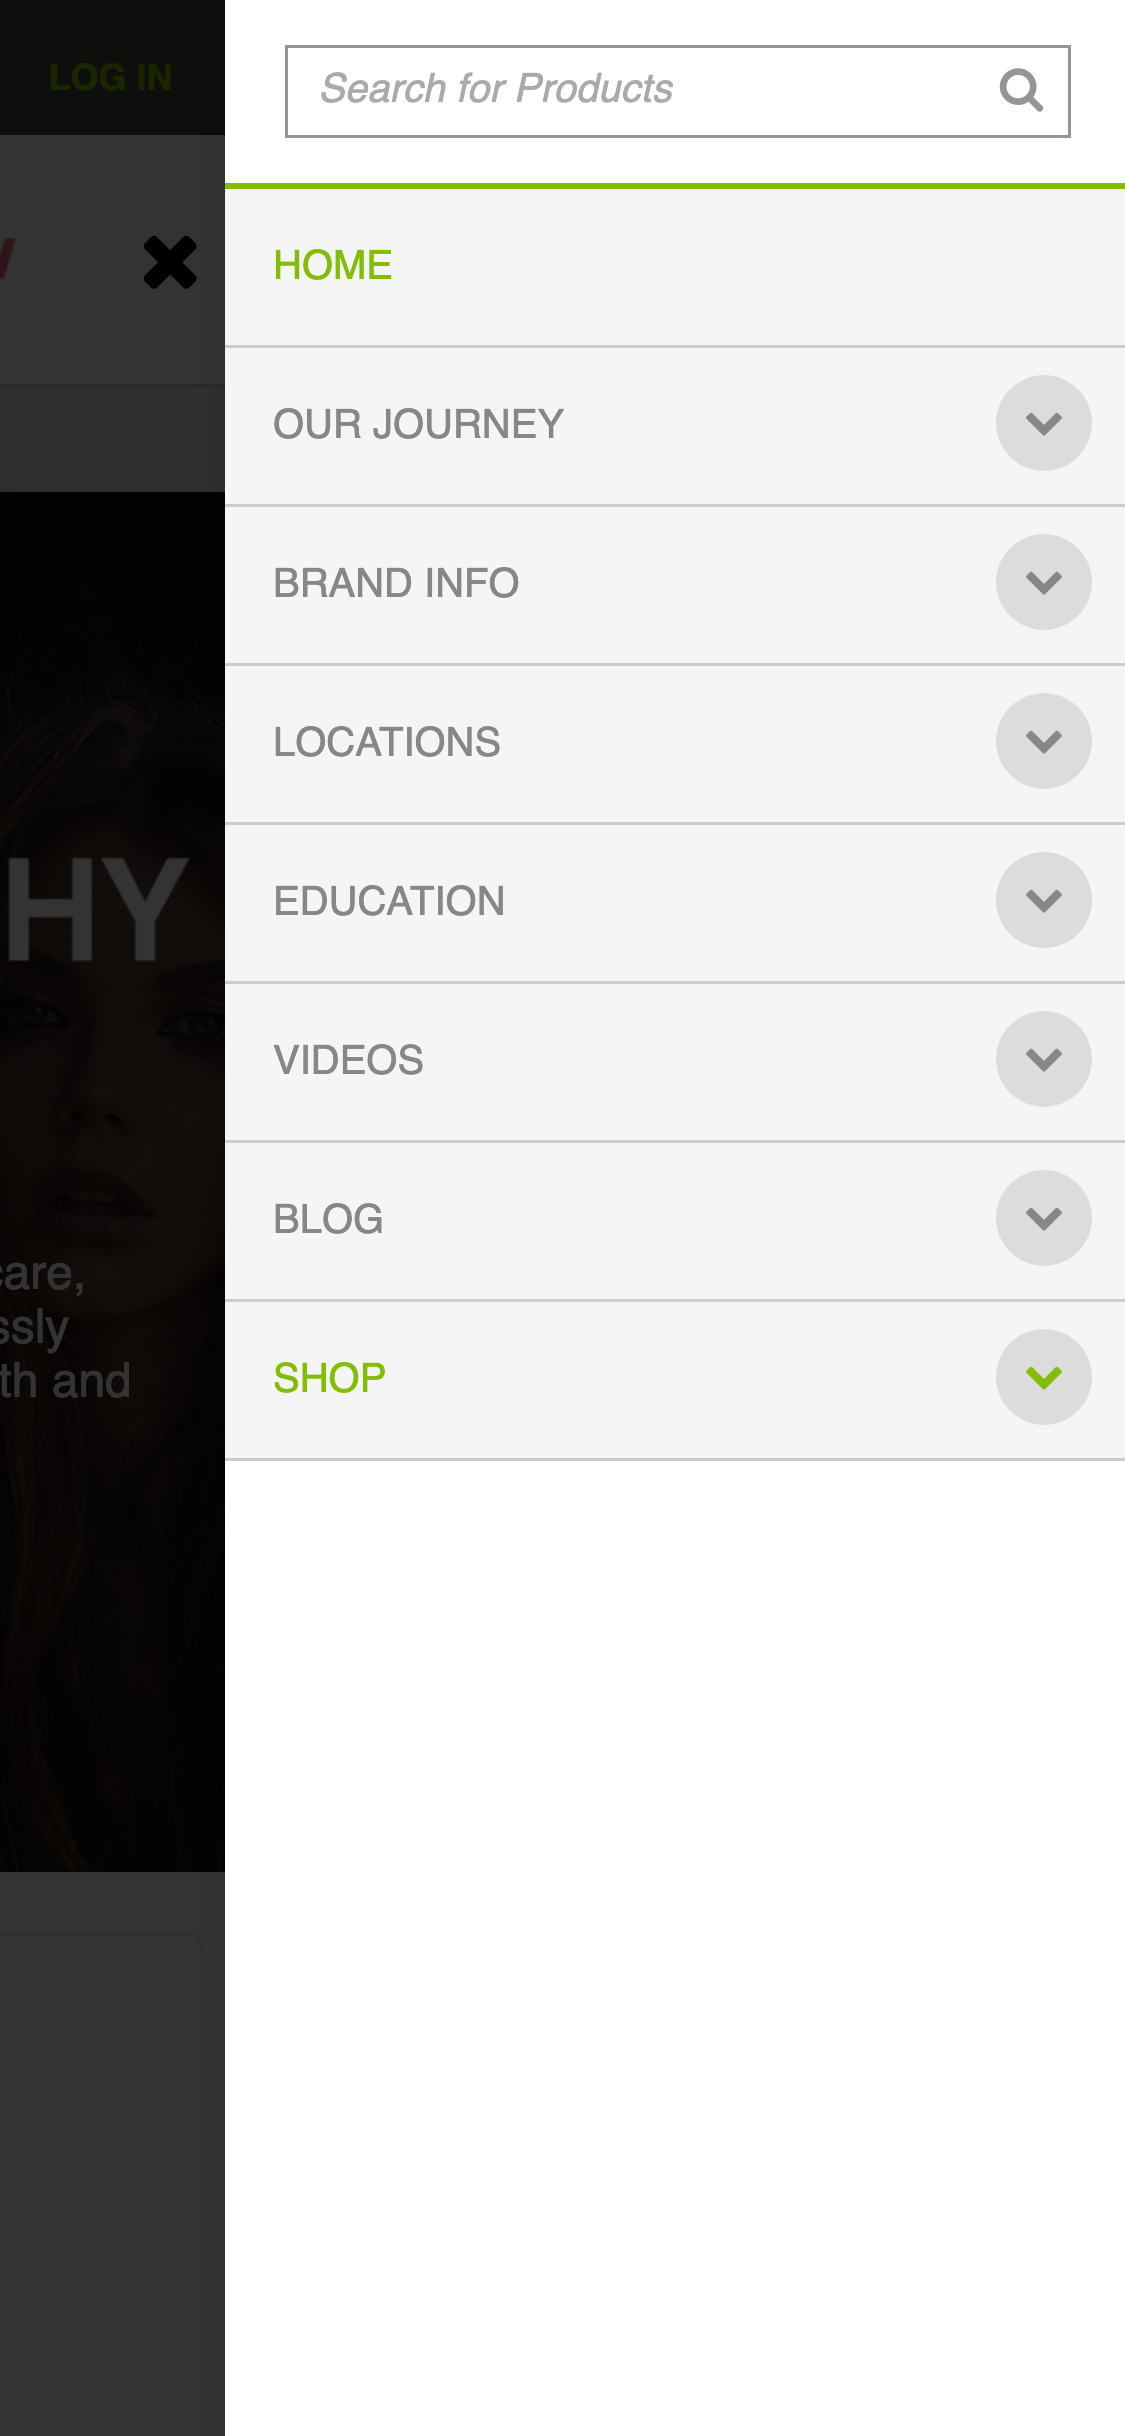 LOG IN
Search for Products
HOME
OUR JOURNEY
BRAND INFO
LOCATIONS
EDUCATION
VIDEOS
BLOG
SHOP
HY
care,
ssly
th and